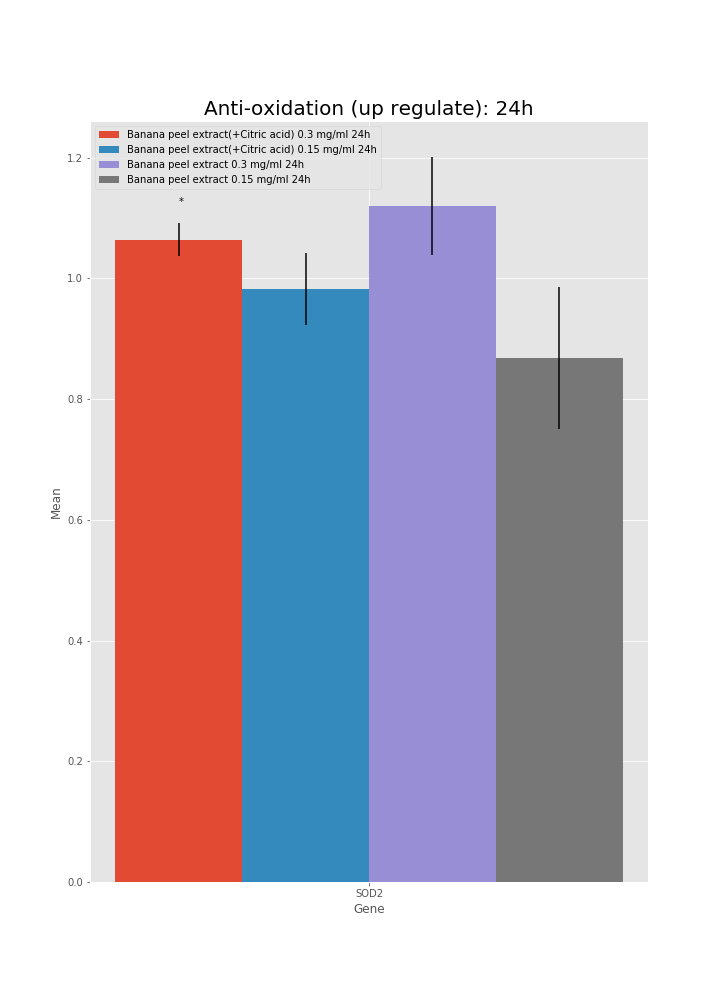 Anti-oxidation (up regulate): 24h
Banana peel extract(+Citric acid) 0.3 mg/ml 24h
Banana peel extract(+Citric acid) 0.15 mg/ml 24h
Banana peel extract 0.3 mg/ml 24h
Banana peel extract 0.15 mg/ml 24h
*
1.2
1.0
0.8
0.6
0.4
0.2
0.0
Mean
SOD2
Gene